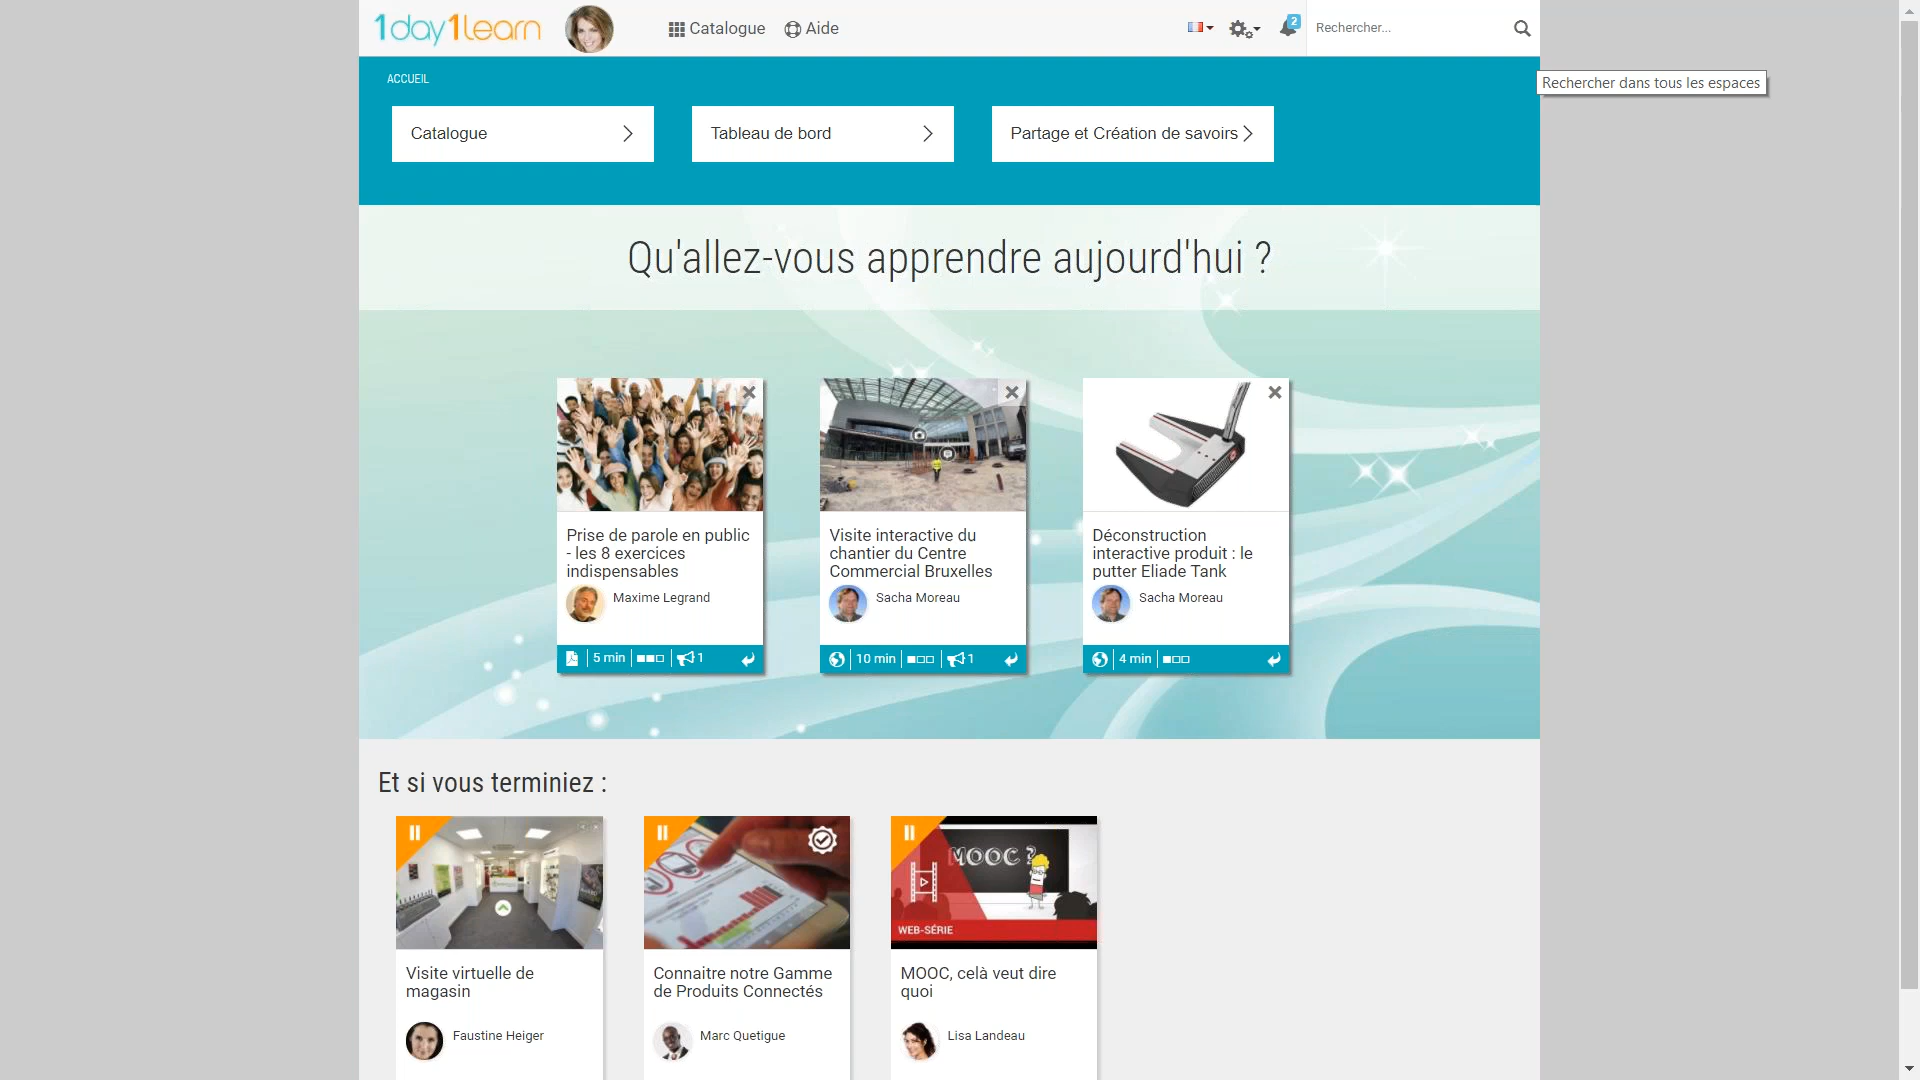 1day1learn
Catalogue
Aide
2
Rechercher...
ACCUEIL
Rechercher dans tous les espaces
Catalogue
Tableau de bord
Partage et Création de savoirs
Qu'allez-vous apprendre aujourd'hui ?
Prise de parole en public
- les 8 exercices
indispensables
Maxime Legrand
5 min
1
Visite interactive du
chantier du Centre
Commercial Bruxelles
Sacha Moreau
10 min
1
Déconstruction
interactive produit : le
putter Eliade Tank
Sacha Moreau
4 min
Et si vous terminiez :
Visite virtuelle de
magasin
Faustine Heiger
Connaitre notre Gamme
de Produits Connectés
Marc Quetigue
MOOC ?
WEB-SÉRIE
MOOC, celà veut dire
quoi
Lisa Landeau